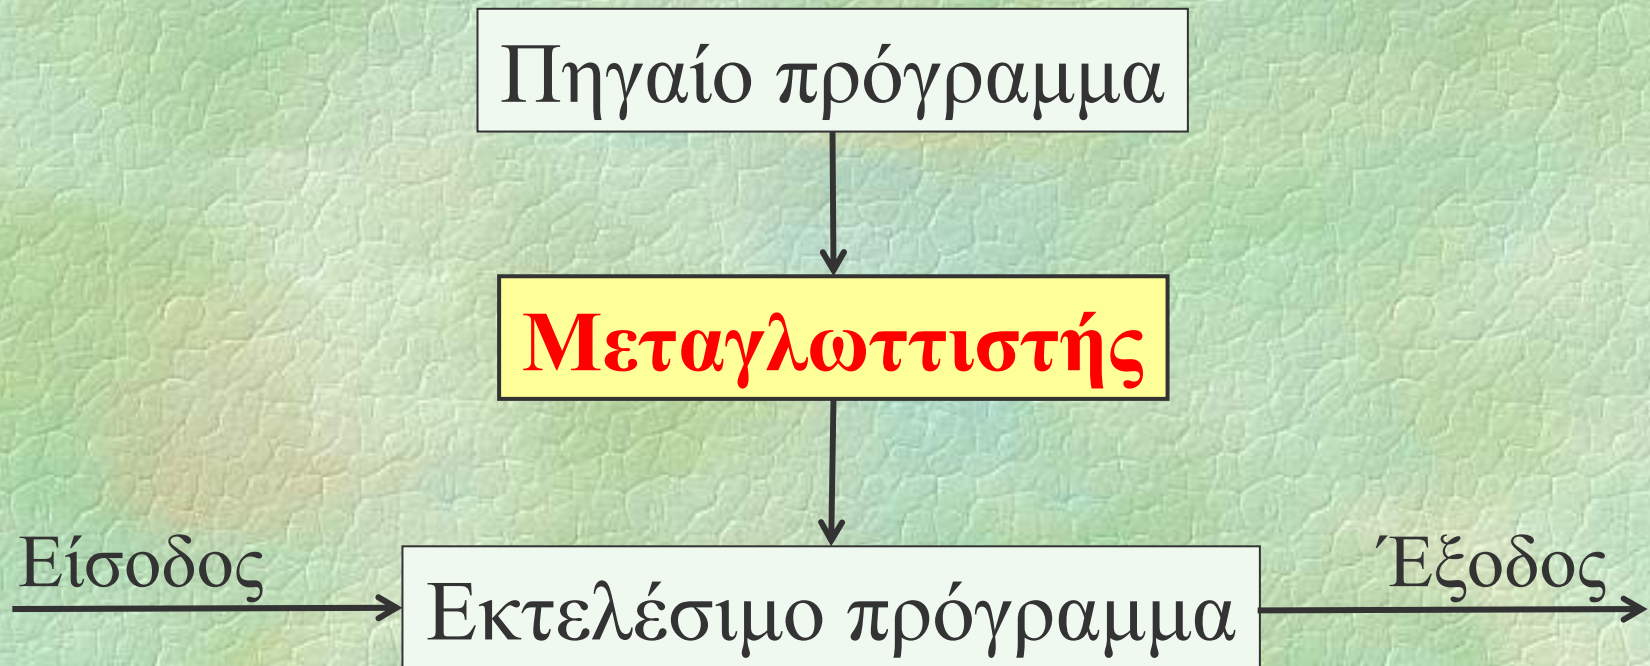 Πηγαίο πρόγραμμα
Μεταγλωττιστής
Είσοδος
Έξοδος
Εκτελέσιμο πρόγραμμα